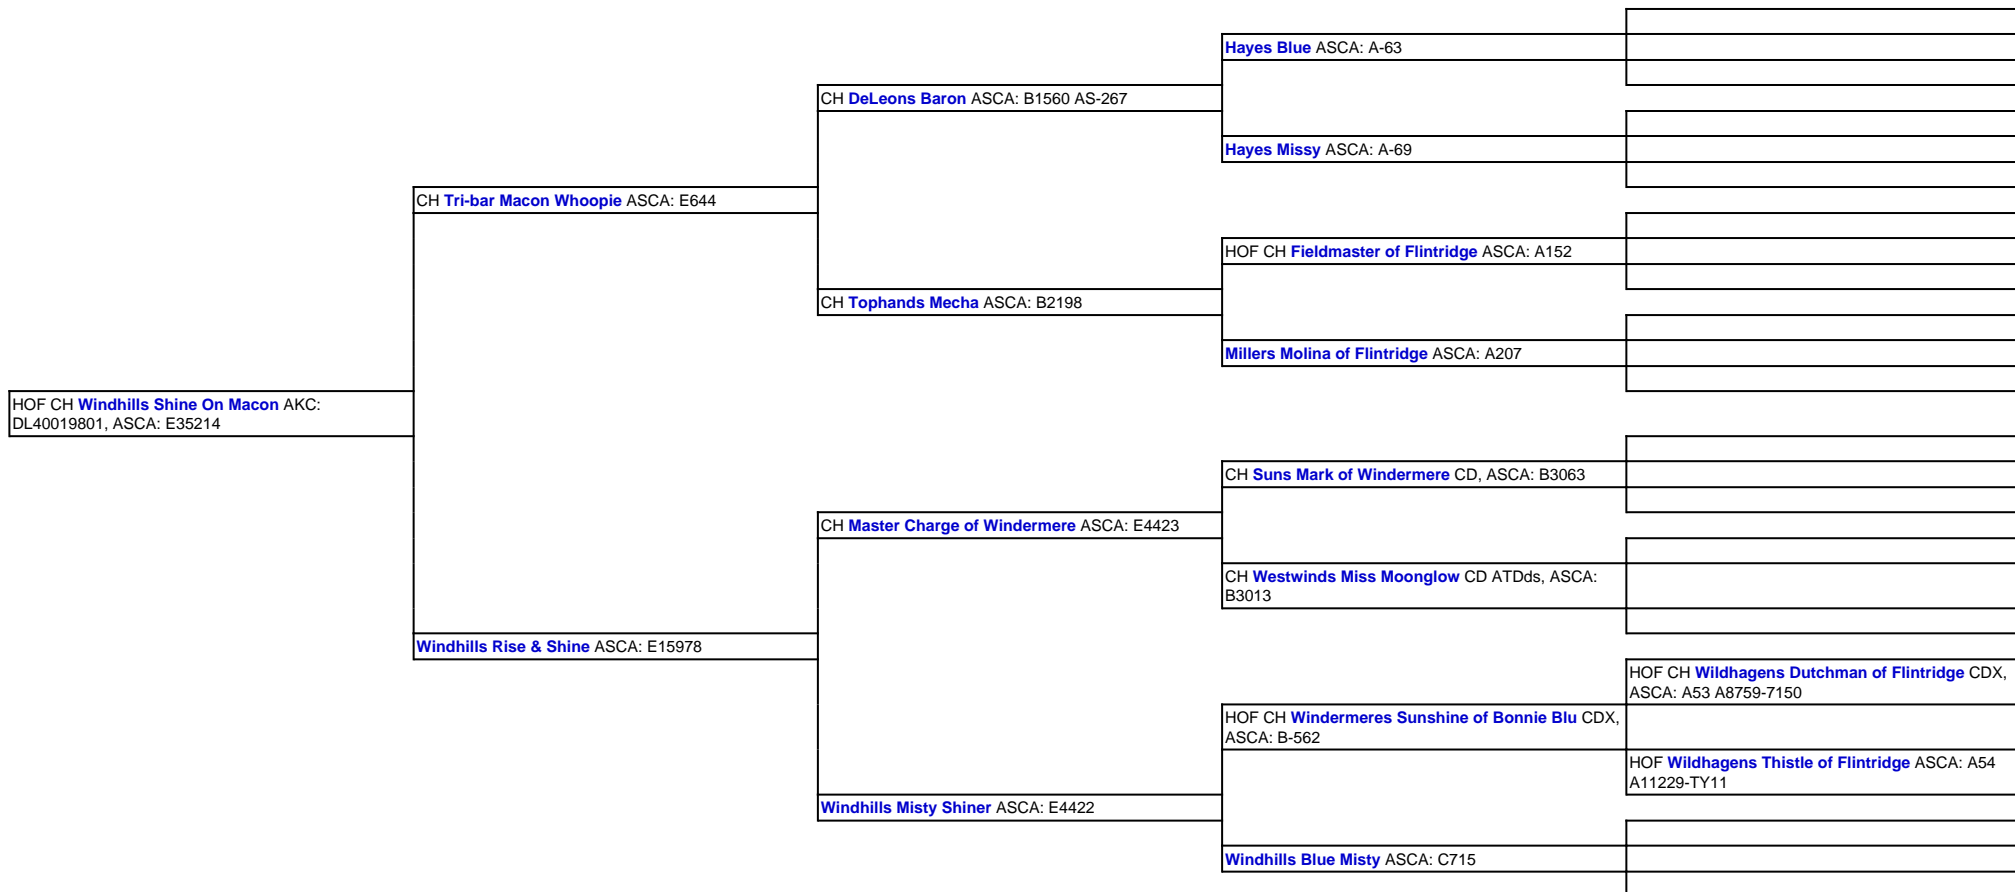 Hayes Blue ASCA: A-63
CH DeLeons Baron ASCA: B1560 AS-267
Hayes Missy ASCA: A-69
CH Tri-bar Macon Whoopie ASCA: E644
HOF CH Fieldmaster of Flintridge ASCA: A152
CH Tophands Mecha ASCA: B2198
Millers Molina of Flintridge ASCA: A207
HOF CH Windhills Shine On Macon AKC:
DL40019801, ASCA: E35214
CH Suns Mark of Windermere CD, ASCA: B3063
CH Master Charge of Windermere ASCA: E4423
CH Westwinds Miss Moonglow CD ATDds, ASCA:
B3013
Windhills Rise & Shine ASCA: E15978
HOF CH Wildhagens Dutchman of Flintridge CDX,
ASCA: A53 A8759-7150
HOF CH Windermeres Sunshine of Bonnie Blu CDX,
ASCA: B-562
HOF Wildhagens Thistle of Flintridge ASCA: A54
A11229-TY11
Windhills Misty Shiner ASCA: E4422
Windhills Blue Misty ASCA: C715